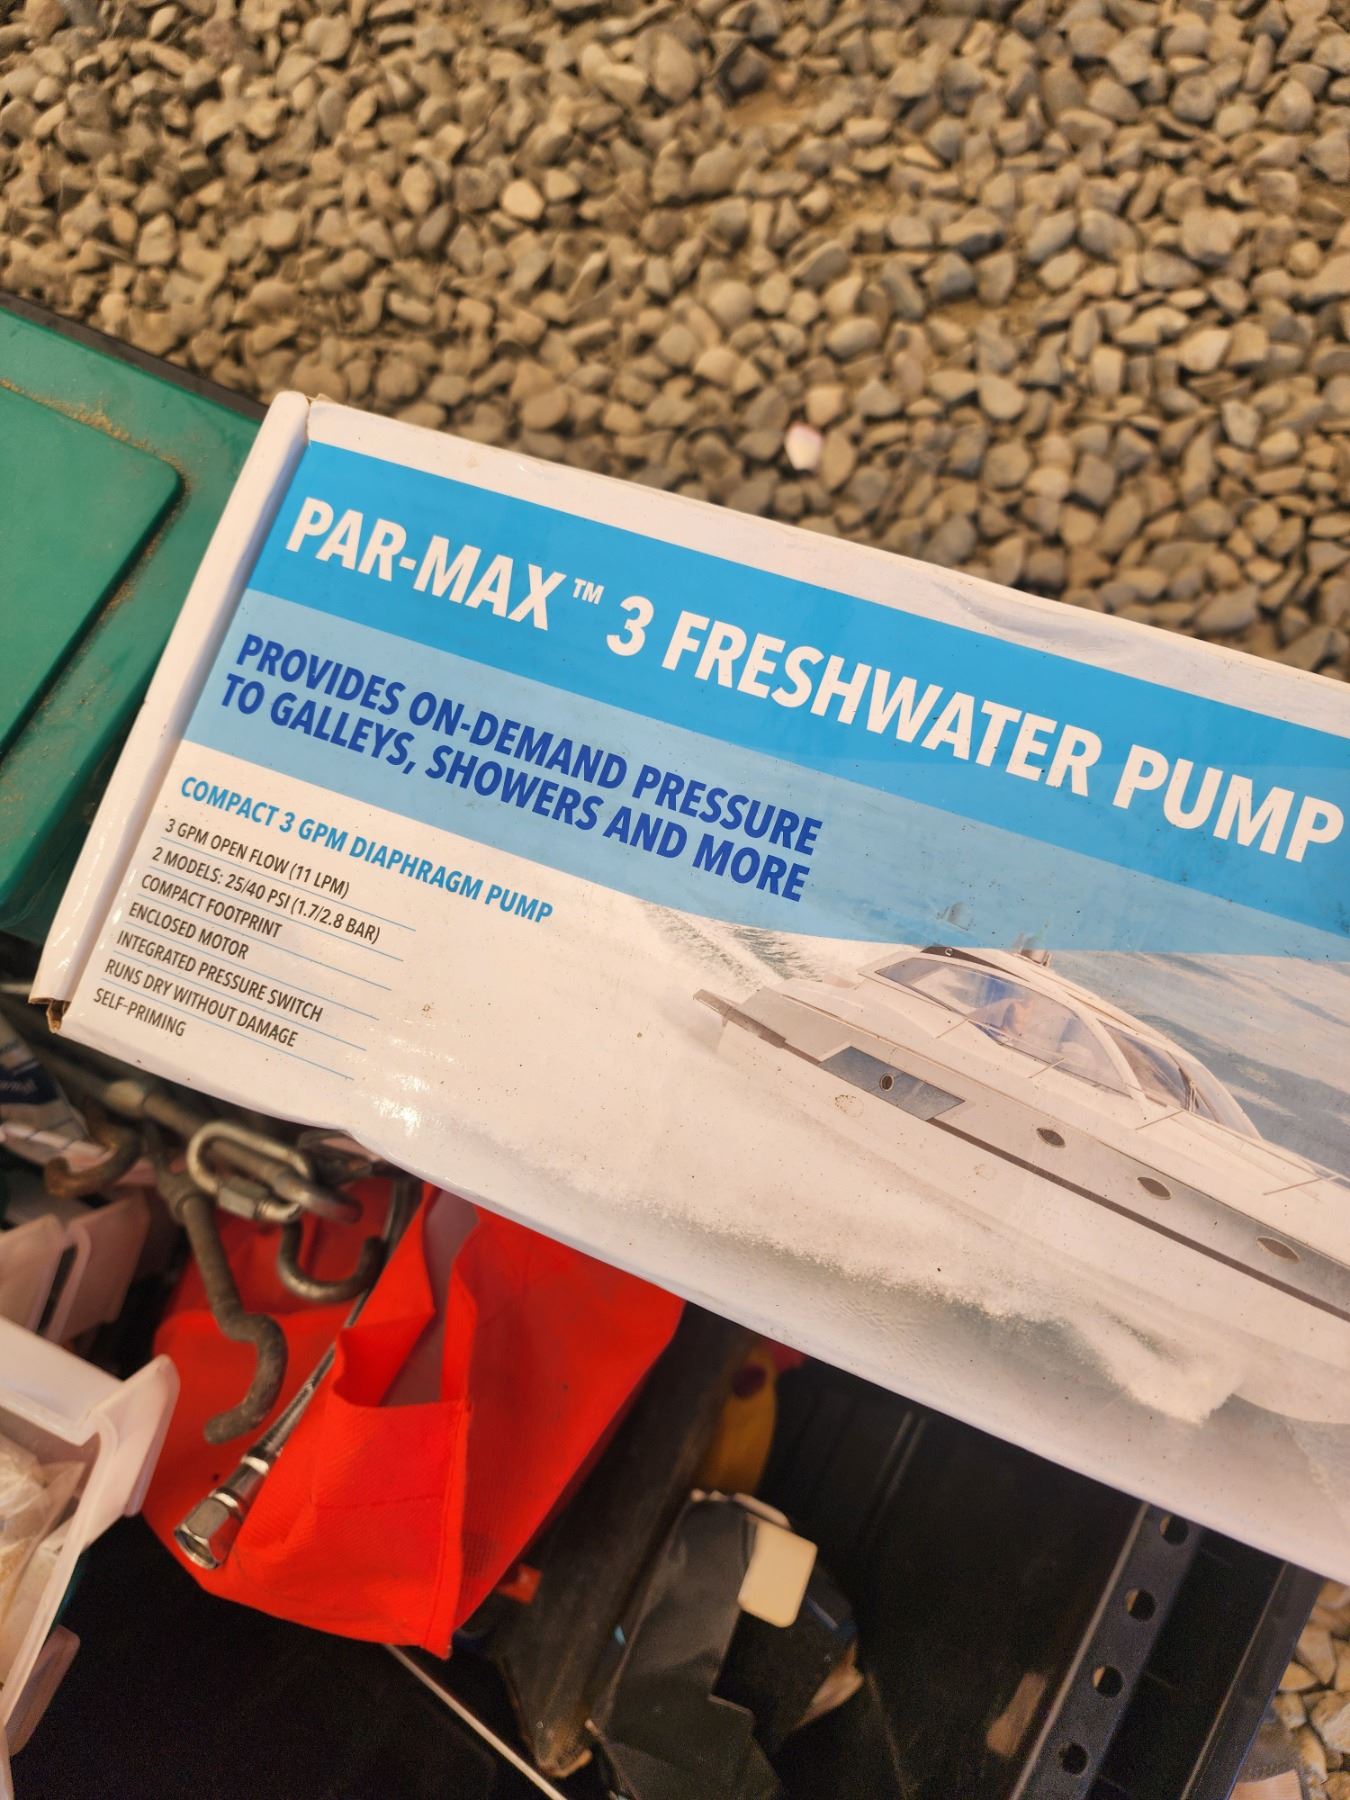 PAR-MAX™ 3 FRESHWATER PUMP
PROVIDES ON-DEMAND PRESSURE
TO GALLEYS, SHOWERS AND MORE
COMPACT 3 GPM DIAPHRAGM PUMP
3 GPM OPEN FLOW (11 LPM)
2 MODELS: 25/40 PSI (1.7/2.8 BAR)
COMPACT FOOTPRINT
ENCLOSED MOTOR
INTEGRATED PRESSURE SWITCH
RUNS DRY WITHOUT DAMAGE
SELF-PRIMING